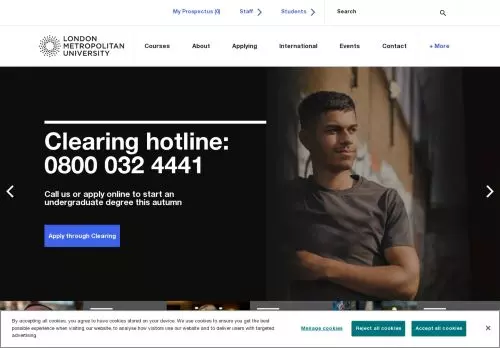 My Prospectus (0) Staff Students Search
LONDON
METROPOLITAN
UNIVERSITY
Courses About Applying International Events Contact + More
Clearing hotline:
0800 032 4441
Call us or apply online to start an
undergraduate degree this autumn
Apply through Clearing
By accepting all cookies, you agree to have cookies stored on your device. We use cookies to ensure you get the best
possible experience when visiting our website, to analyse how visitors use our website and to deliver users with targeted
advertising.
Manage cookies Reject all cookies Accept all cookies